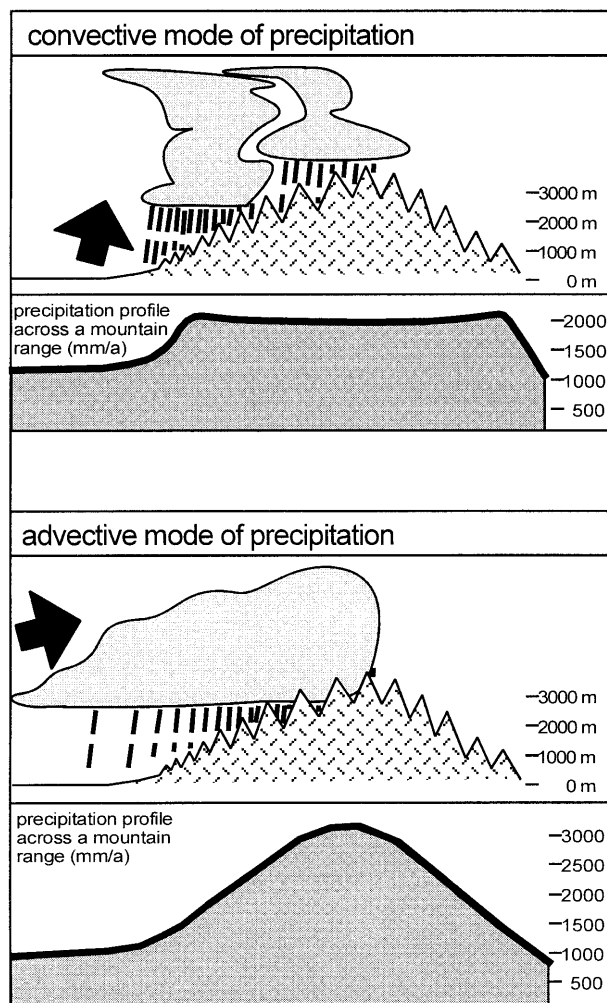 convective mode of precipitation
3000 m
2000 m
1000 m
0 m
precipitation profile
across a mountain
range (mm/a)
2000
1500
1000
500
advective mode of precipitation
3000 m
2000 m
1000 m
0 m
precipitation profile
across a mountain
range (mm/a)
3000
2500
2000
1500
1000
500